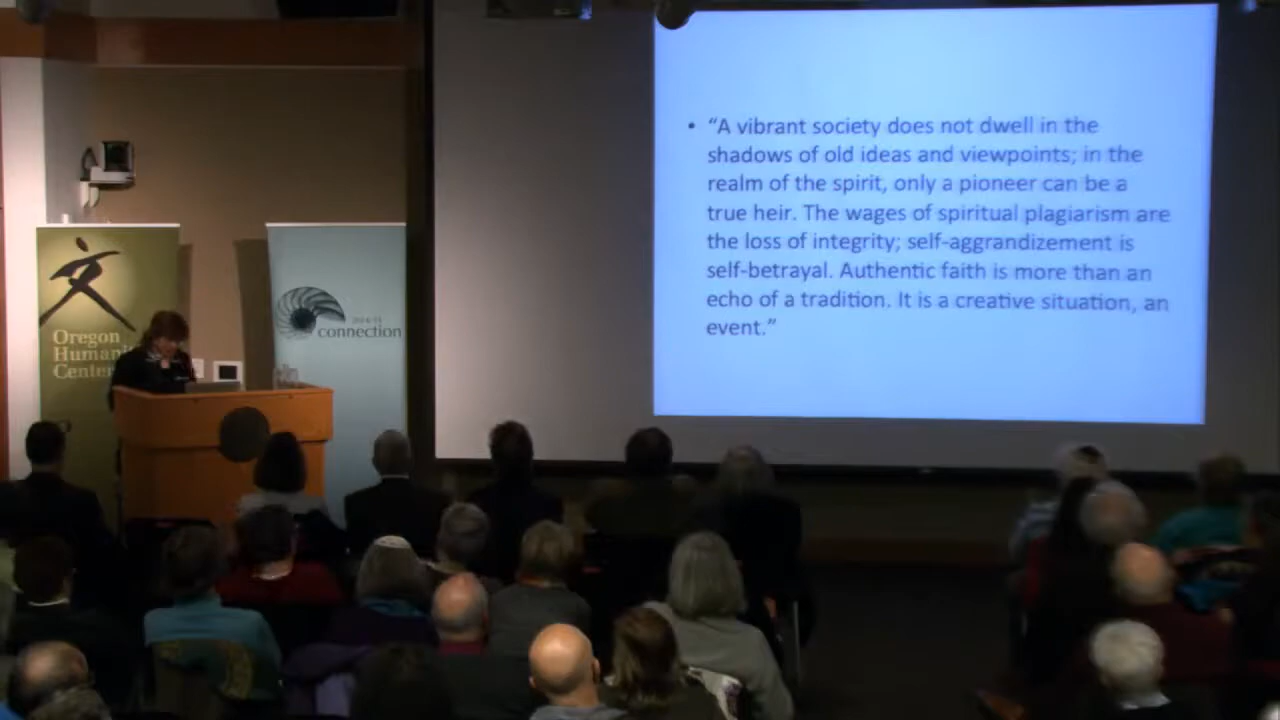 • “A vibrant society does not dwell in the
shadows of old ideas and viewpoints; in the
realm of the spirit, only a pioneer can be a
true heir. The wages of spiritual plagiarism are
the loss of integrity; self-aggrandizement is
self-betrayal. Authentic faith is more than an
echo of a tradition. It is a creative situation, an
event.”
Oregon
Humani
Cente
connection